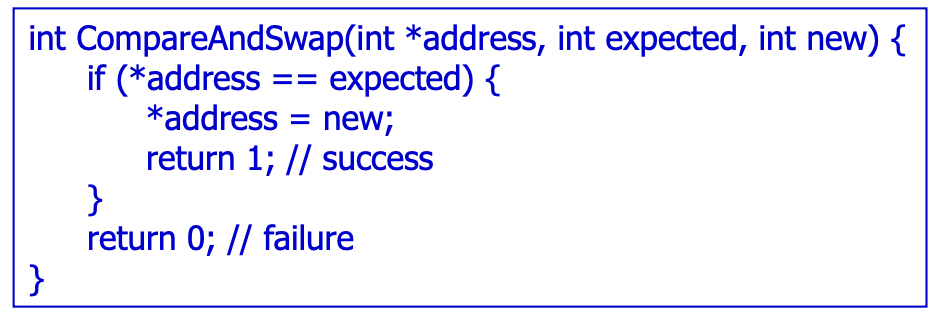 int CompareAndSwap(int *address, int expected, int new) {
if (*address == expected) {
*address = new;
return 1; // success
}
return 0; // failure
}